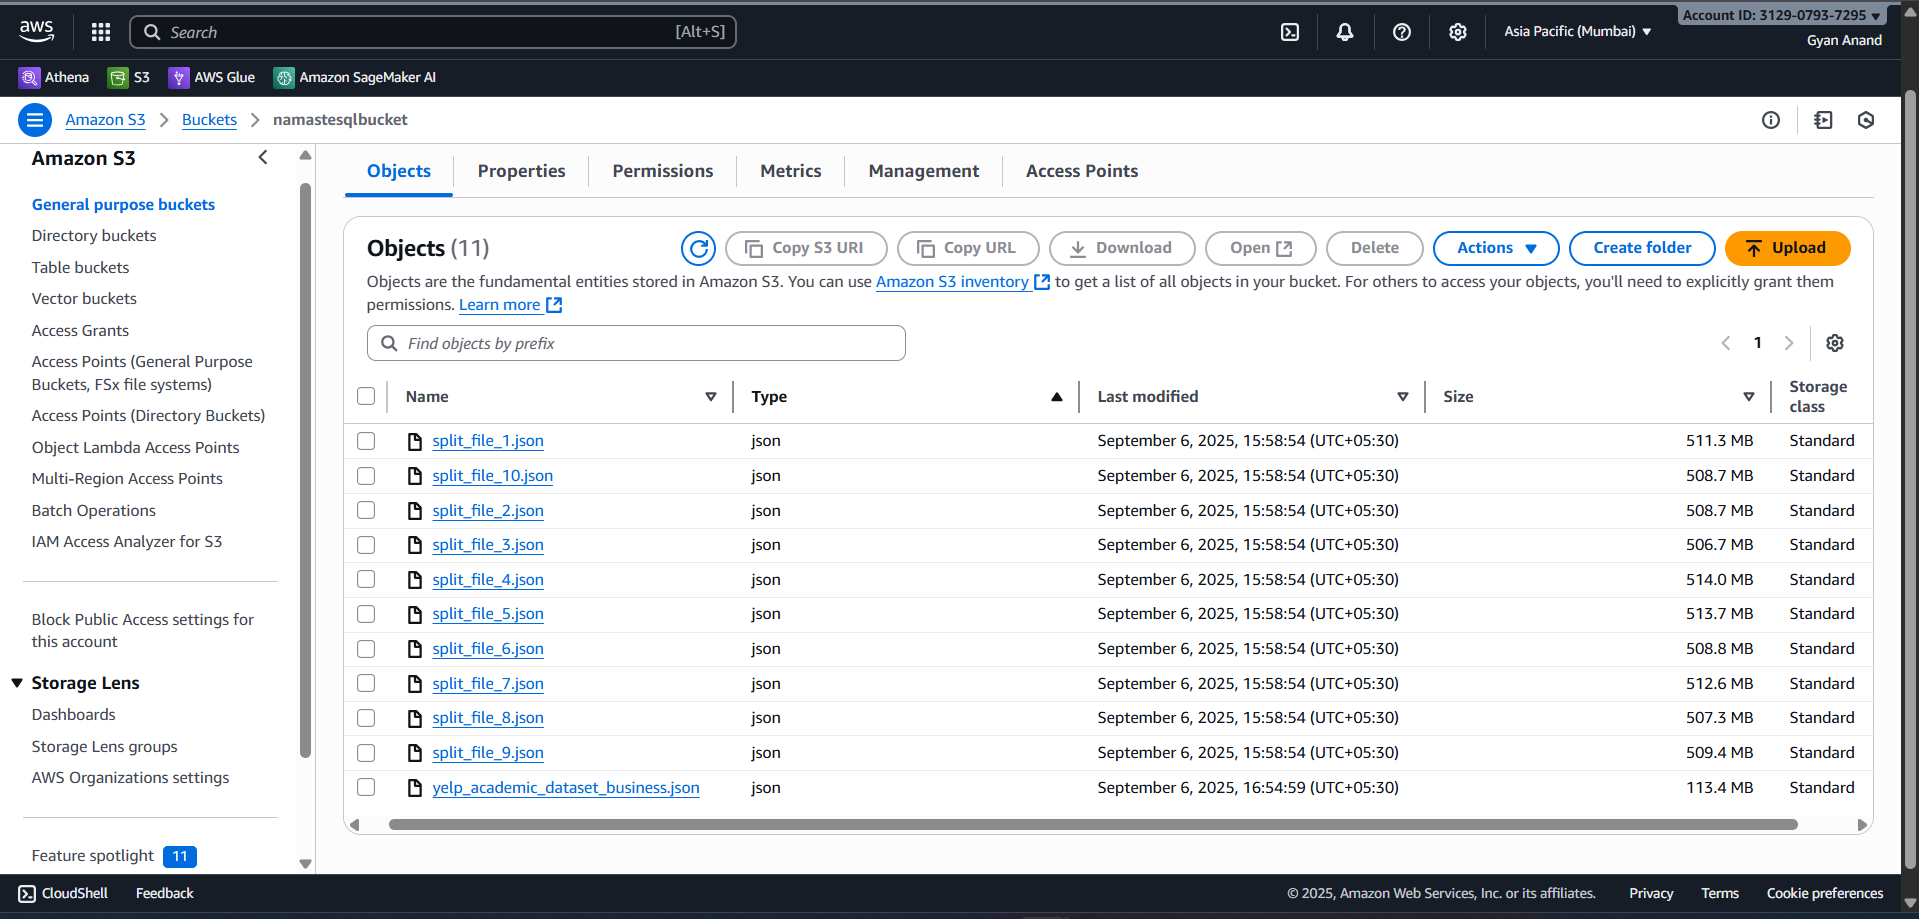 aws
Search [Alt+S]
Asia Pacific (Mumbai)
Account ID: 3129-0793-7295
Gyan Anand
Athena S3 AWS Glue Amazon SageMaker AI
Amazon S3 Buckets namastesqlbucket
Amazon S3
General purpose buckets
Directory buckets
Table buckets
Vector buckets
Access Grants
Access Points (General Purpose
Buckets, FSx file systems)
Access Points (Directory Buckets)
Object Lambda Access Points
Multi-Region Access Points
Batch Operations
IAM Access Analyzer for S3
Block Public Access settings for
this account
Storage Lens
Dashboards
Storage Lens groups
AWS Organizations settings
Feature spotlight 11
Objects Properties Permissions Metrics Management Access Points
Objects (11)
Copy S3 URI Copy URL Download Open Delete Actions Create folder Upload
Objects are the fundamental entities stored in Amazon S3. You can use Amazon S3 inventory to get a list of all objects in your bucket. For others to access your objects, you'll need to explicitly grant them
permissions. Learn more
Find objects by prefix
1
Name Type Last modified Size Storage
class
split_file_1.json json September 6, 2025, 15:58:54 (UTC+05:30) 511.3 MB Standard
split_file_10.json json September 6, 2025, 15:58:54 (UTC+05:30) 508.7 MB Standard
split_file_2.json json September 6, 2025, 15:58:54 (UTC+05:30) 508.7 MB Standard
split_file_3.json json September 6, 2025, 15:58:54 (UTC+05:30) 506.7 MB Standard
split_file_4.json json September 6, 2025, 15:58:54 (UTC+05:30) 514.0 MB Standard
split_file_5.json json September 6, 2025, 15:58:54 (UTC+05:30) 513.7 MB Standard
split_file_6.json json September 6, 2025, 15:58:54 (UTC+05:30) 508.8 MB Standard
split_file_7.json json September 6, 2025, 15:58:54 (UTC+05:30) 512.6 MB Standard
split_file_8.json json September 6, 2025, 15:58:54 (UTC+05:30) 507.3 MB Standard
split_file_9.json json September 6, 2025, 15:58:54 (UTC+05:30) 509.4 MB Standard
yelp_academic_dataset_business.json json September 6, 2025, 16:54:59 (UTC+05:30) 113.4 MB Standard
CloudShell Feedback © 2025, Amazon Web Services, Inc. or its affiliates. Privacy Terms Cookie preferences